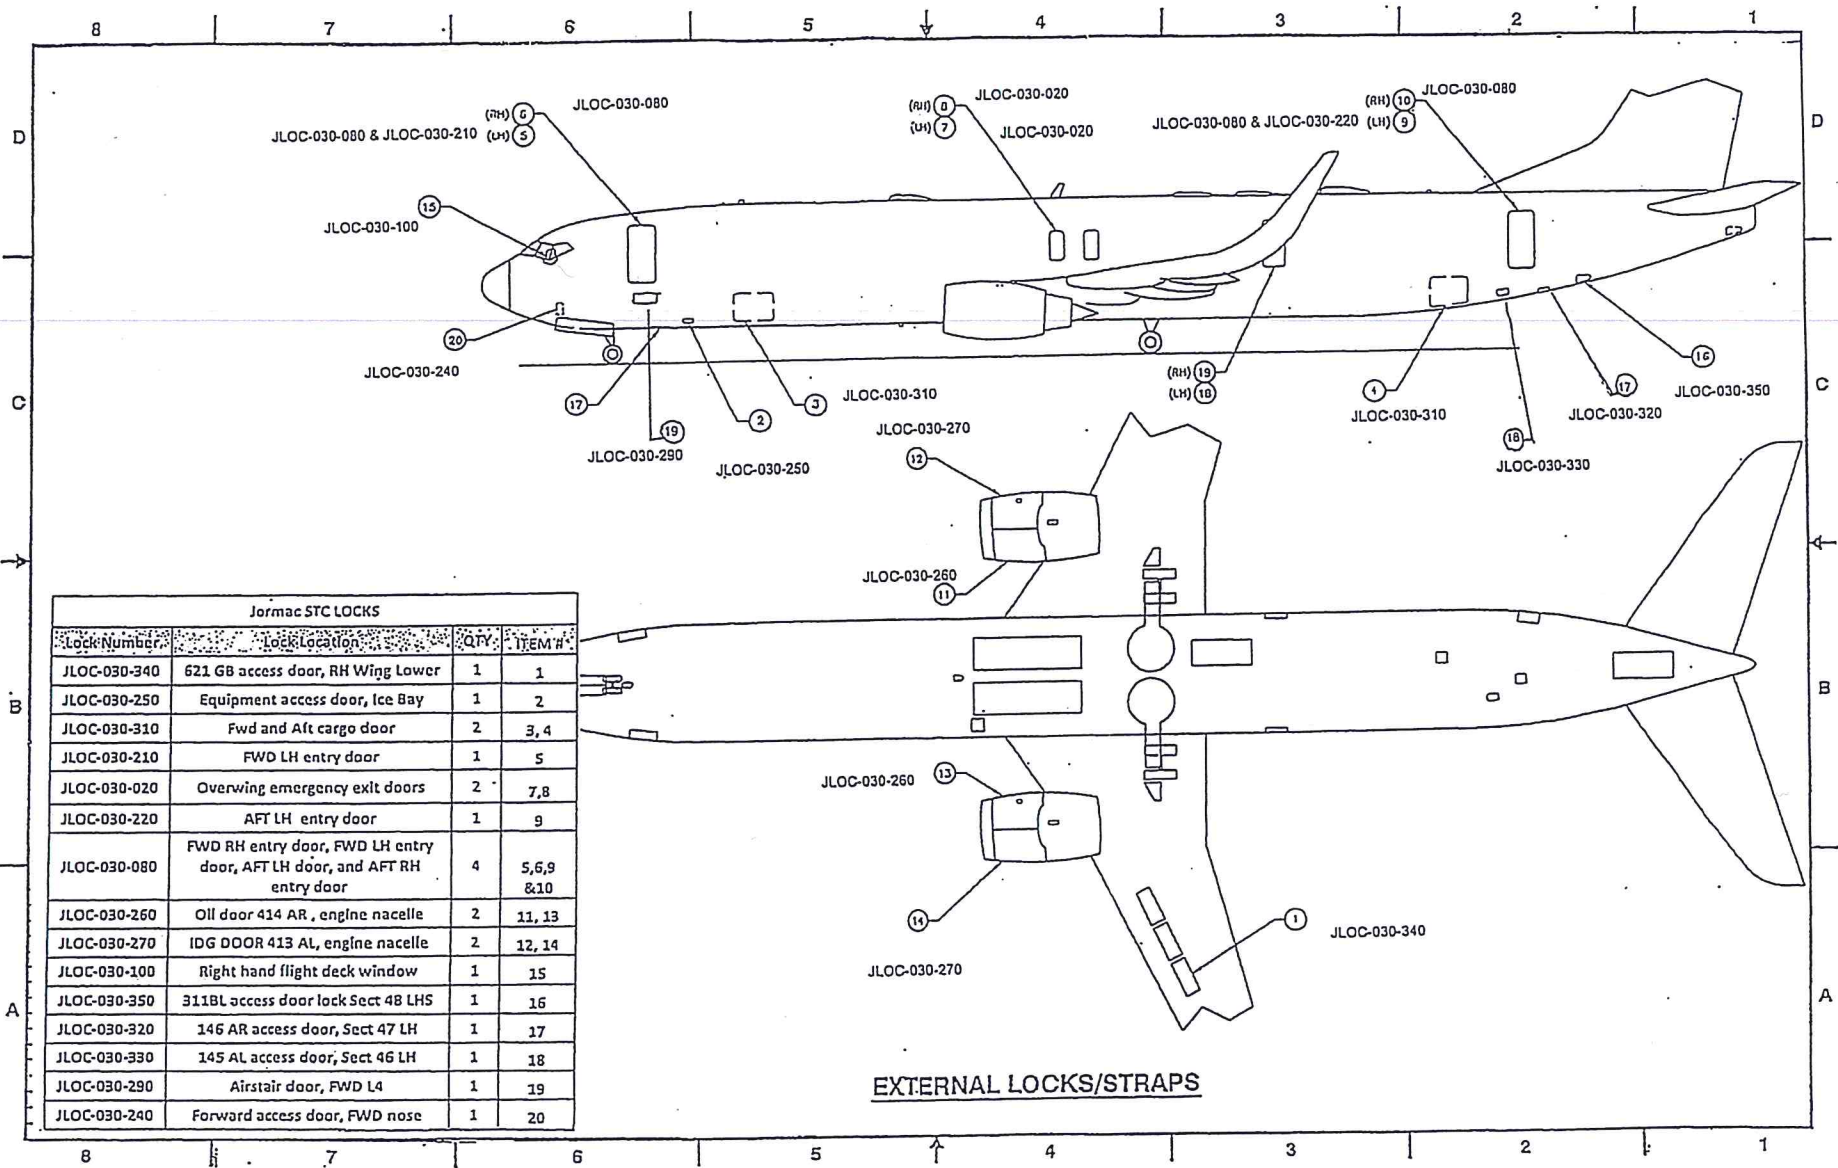 8 7 6 5 4 3 2 1
D
D
(RH) 6 JLOC-030-080
JLOC-030-080 & JLOC-030-210 (LH) 5
(RH) 8 JLOC-030-020
(LH) 7 JLOC-030-020
(RH) 10 JLOC-030-080
JLOC-030-080 & JLOC-030-220 (LH) 9
15
JLOC-030-100
20
JLOC-030-240
17
19
JLOC-030-290
2
JLOC-030-250
3 JLOC-030-310
(RH) 19
(LH) 18
4
JLOC-030-310
18
JLOC-030-330
17
JLOC-030-320
16
JLOC-030-350
C
C
JLOC-030-270
12
JLOC-030-260
11
JLOC-030-260 13
14
JLOC-030-270
1 JLOC-030-340
B
B
Jormac STC LOCKS
Lock Number Lock Location QTY ITEM #
JLOC-030-340 621 GB access door, RH Wing Lower 1 1
JLOC-030-250 Equipment access door, Ice Bay 1 2
JLOC-030-310 Fwd and Aft cargo door 2 3,4
JLOC-030-210 FWD LH entry door 1 5
JLOC-030-020 Overwing emergency exit doors 2 7,8
JLOC-030-220 AFT LH entry door 1 9
JLOC-030-080 FWD RH entry door, FWD LH entry
door, AFT LH door, and AFT RH 4 5,6,9
entry door &10
JLOC-030-260 Oil door 414 AR, engine nacelle 2 11, 13
JLOC-030-270 IDG DOOR 413 AL, engine nacelle 2 12, 14
JLOC-030-100 Right hand flight deck window 1 15
JLOC-030-350 311BL access door lock Sect 48 LHS 1 16
JLOC-030-320 146 AR access door, Sect 47 LH 1 17
JLOC-030-330 145 AL access door, Sect 46 LH 1 18
JLOC-030-290 Airstair door, FWD L4 1 19
JLOC-030-240 Forward access door, FWD nose 1 20
A
A
EXTERNAL LOCKS/STRAPS
8 7 6 5 4 3 2 1